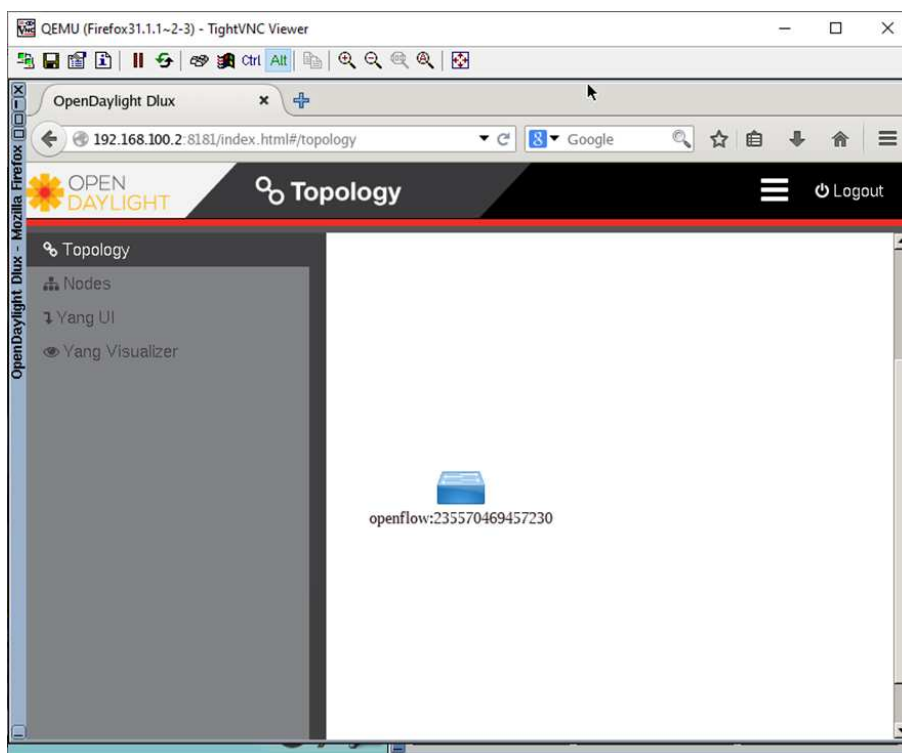 QEMU (Firefox31.1.1~2-3) - TightVNC Viewer
Ctrl Alt
OpenDaylight Dlux - Mozilla Firefox
OpenDaylight Dlux
192.168.100.2:8181/index.html#/topology
8 Google
OPEN
DAYLIGHT
Topology
Logout
Topology
Nodes
Yang UI
Yang Visualizer
openflow:235570469457230